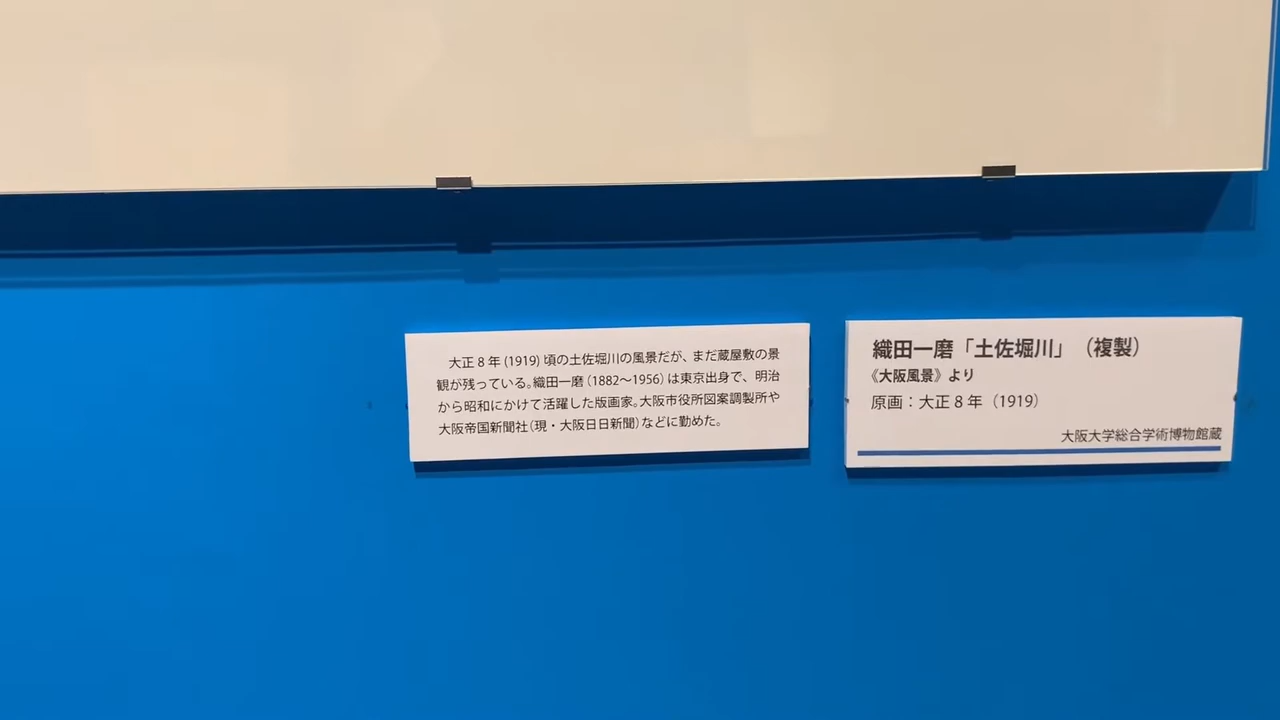 大正 8 年 (1919) 頃の土佐堀川の風景だが、まだ蔵屋敷の景
観が残っている。織田一磨（1882～1956）は東京出身で、明治
から昭和にかけて活躍した版画家。大阪市役所図案調製所や
大阪帝国新聞社（現・大阪日日新聞）などに勤めた。
織田一磨「土佐堀川」（複製）
《大阪風景》より
原画：大正 8 年（1919）
大阪大学総合学術博物館蔵